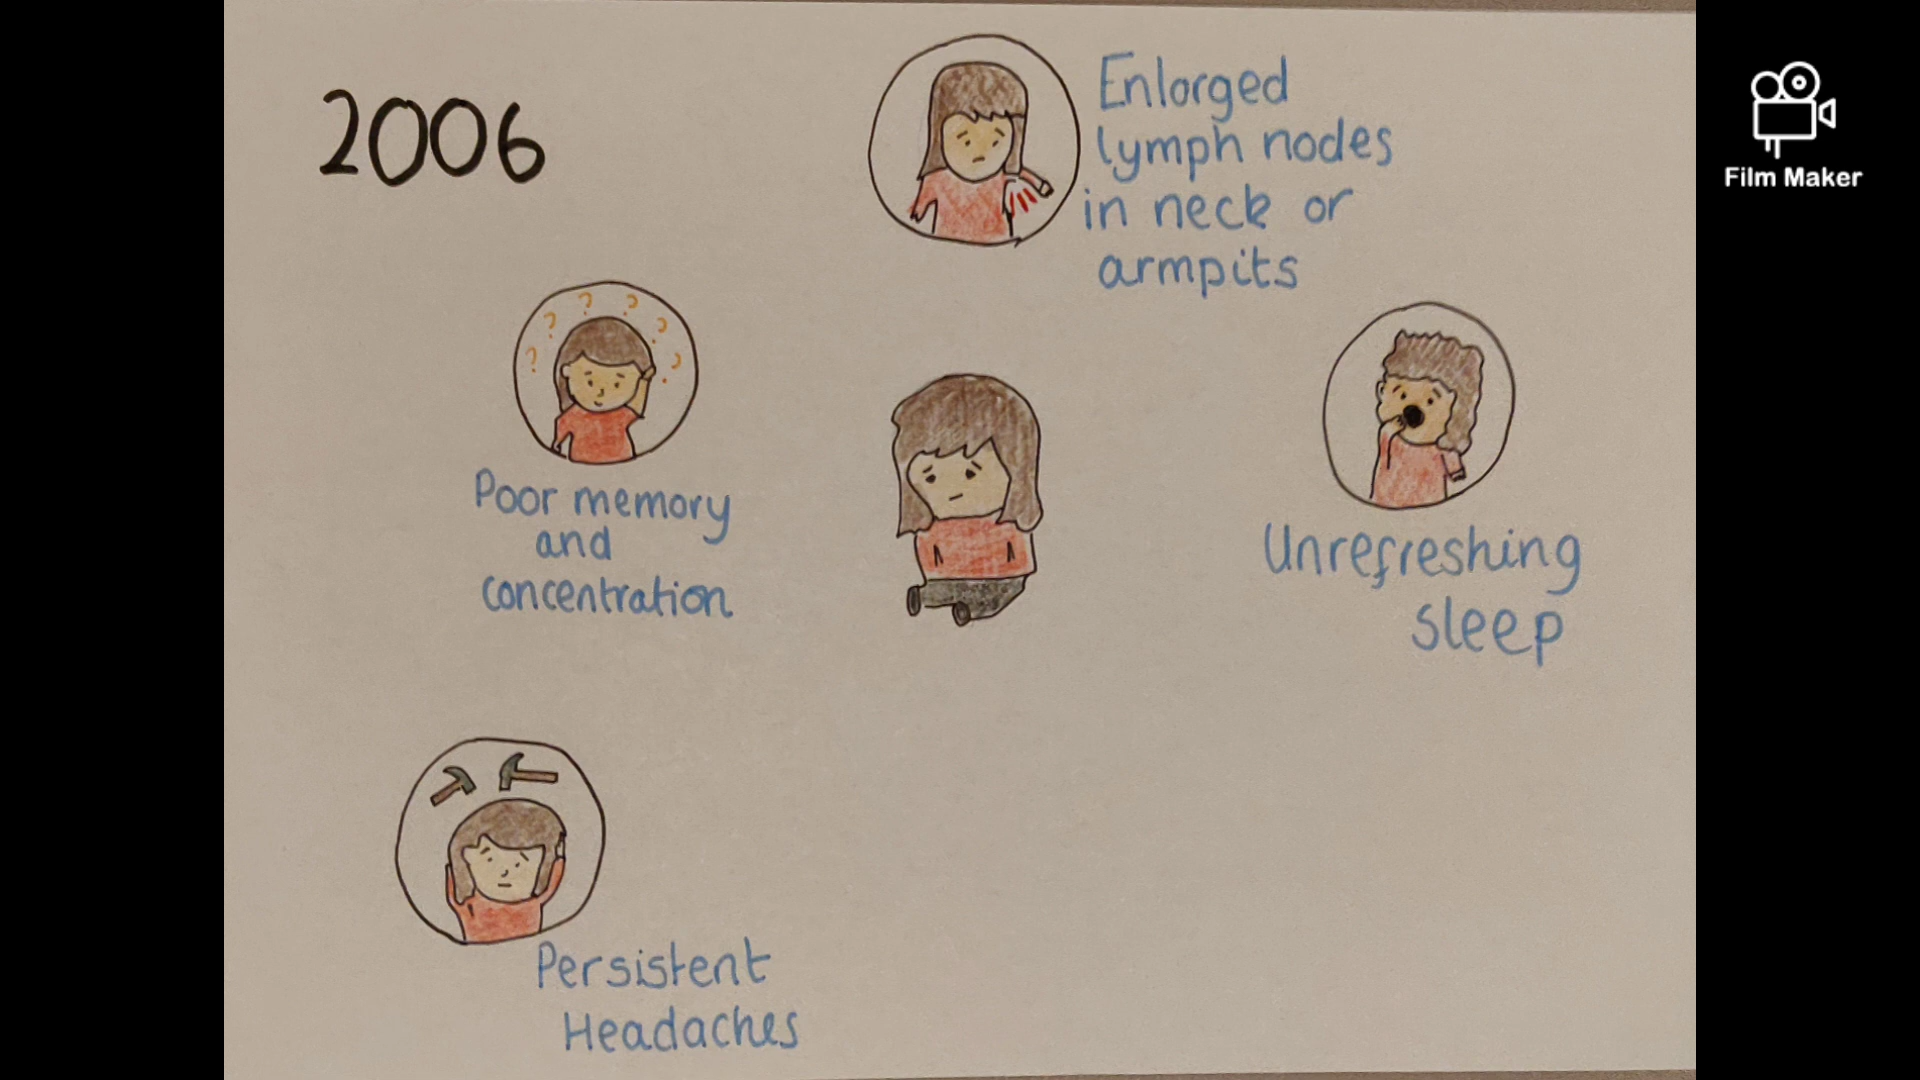 2006
Enlarged
lymph nodes
in neck or
armpits
Film Maker
Poor memory
and
concentration
Unrefreshing
sleep
Persistent
Headaches